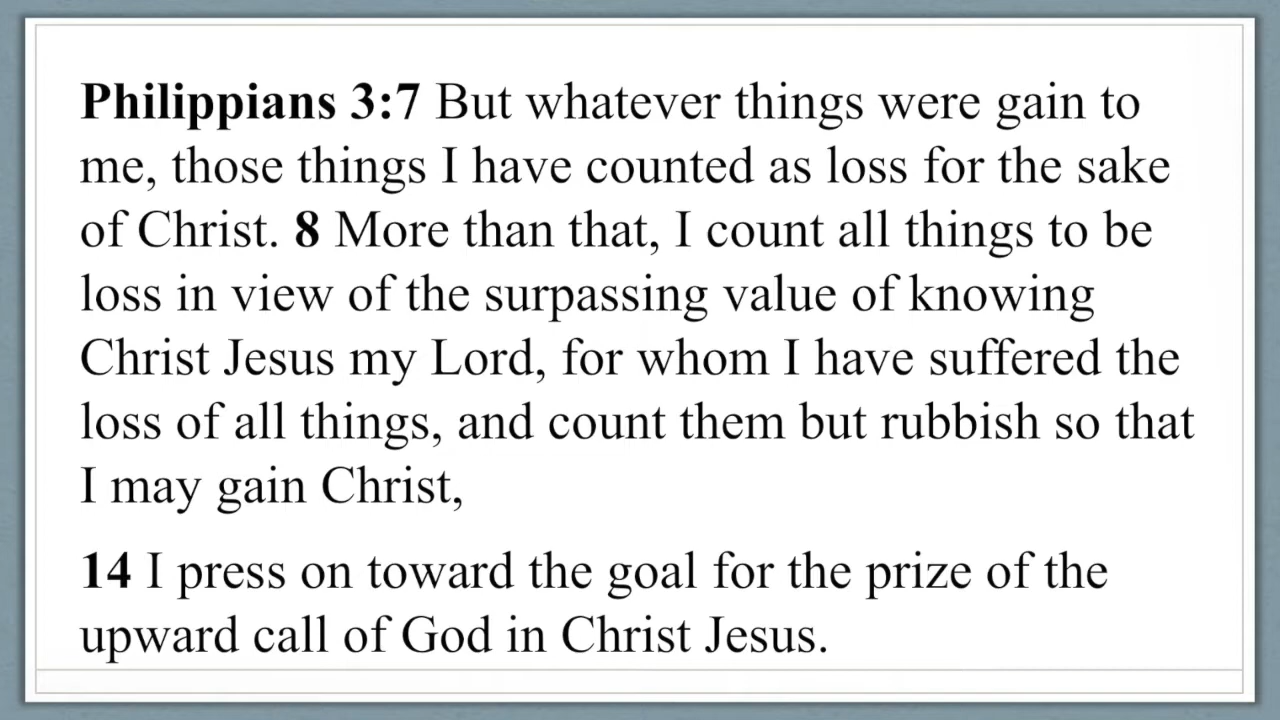 Philippians 3:7 But whatever things were gain to
me, those things I have counted as loss for the sake
of Christ. 8 More than that, I count all things to be
loss in view of the surpassing value of knowing
Christ Jesus my Lord, for whom I have suffered the
loss of all things, and count them but rubbish so that
I may gain Christ,
14 I press on toward the goal for the prize of the
upward call of God in Christ Jesus.